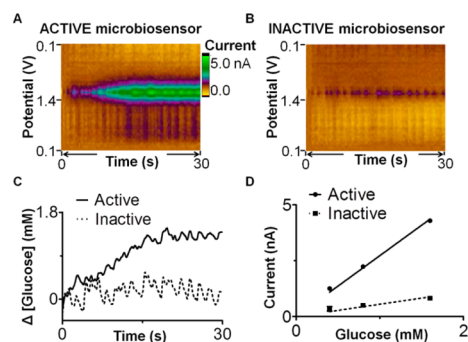 A ACTIVE microbiosensor
Current
5.0 nA
0.0
Potential (V)
0.1
1.4
0.1
0 Time (s) 30
B INACTIVE microbiosensor
Potential (V)
0.1
1.4
0.1
0 Time (s) 30
C
Active
Inactive
Δ [Glucose] (mM)
1.8
0
0 Time (s) 30
D
Active
Inactive
Current (nA)
5
0
0 Glucose (mM) 2